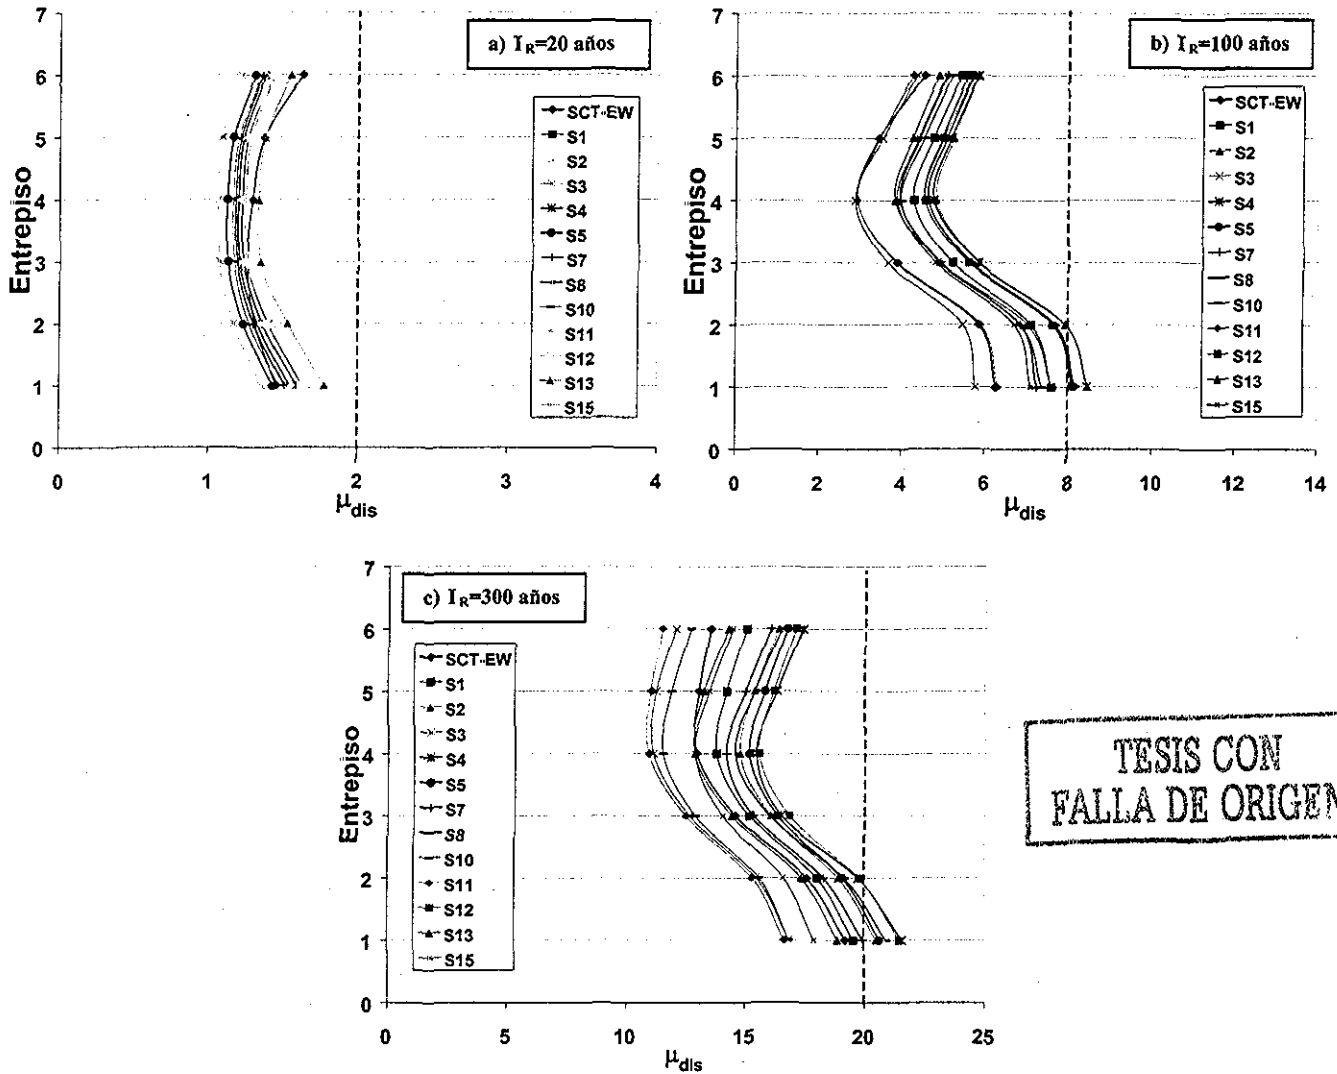 a) T_R=20 años
Entrepiso
7
6
5
4
3
2
1
0
0 1 2 3 4
μ_dis
SCT-EW
S1
S2
S3
S4
S5
S7
S8
S10
S11
S12
S13
S15
b) T_R=100 años
Entrepiso
7
6
5
4
3
2
1
0
0 2 4 6 8 10 12 14
μ_dis
SCT-EW
S1
S2
S3
S4
S5
S7
S8
S10
S11
S12
S13
S15
c) T_R=300 años
Entrepiso
7
6
5
4
3
2
1
0
0 5 10 15 20 25
μ_dis
SCT-EW
S1
S2
S3
S4
S5
S7
S8
S10
S11
S12
S13
S15
TESIS CON
FALLA DE ORIGEN